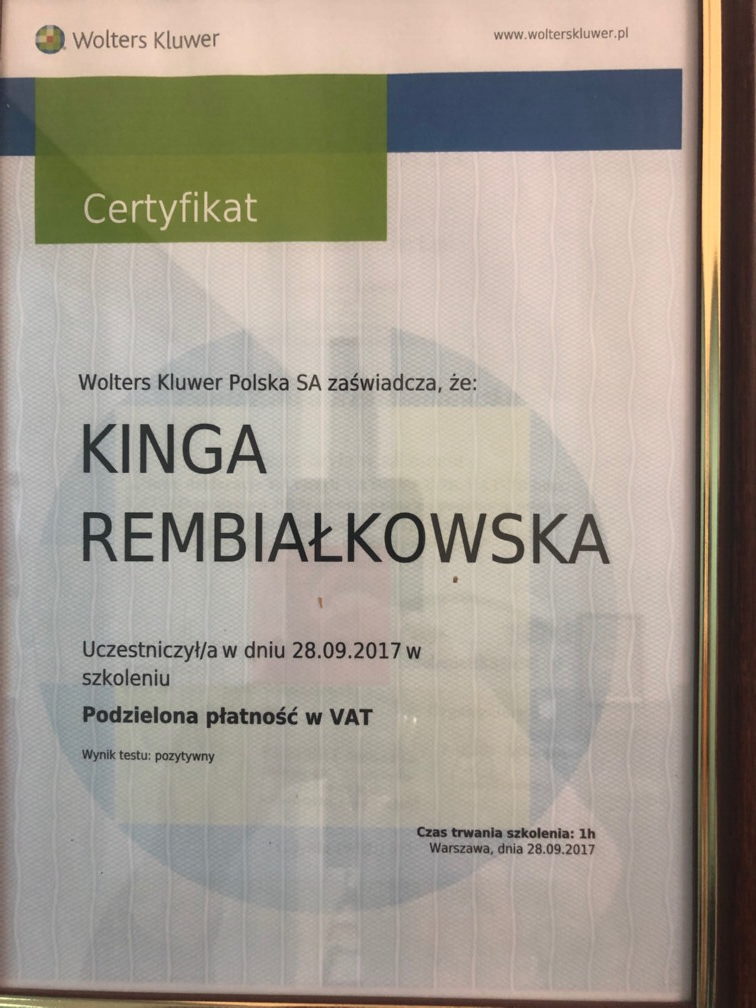 Wolters Kluwer
www.wolterskluwer.pl
Certyfikat
Wolters Kluwer Polska SA zaświadcza, że:
KINGA
REMBIAŁKOWSKA
Uczestniczył/a w dniu 28.09.2017 w
szkoleniu
Podzielona płatność w VAT
Wynik testu: pozytywny
Czas trwania szkolenia: 1h
Warszawa, dnia 28.09.2017